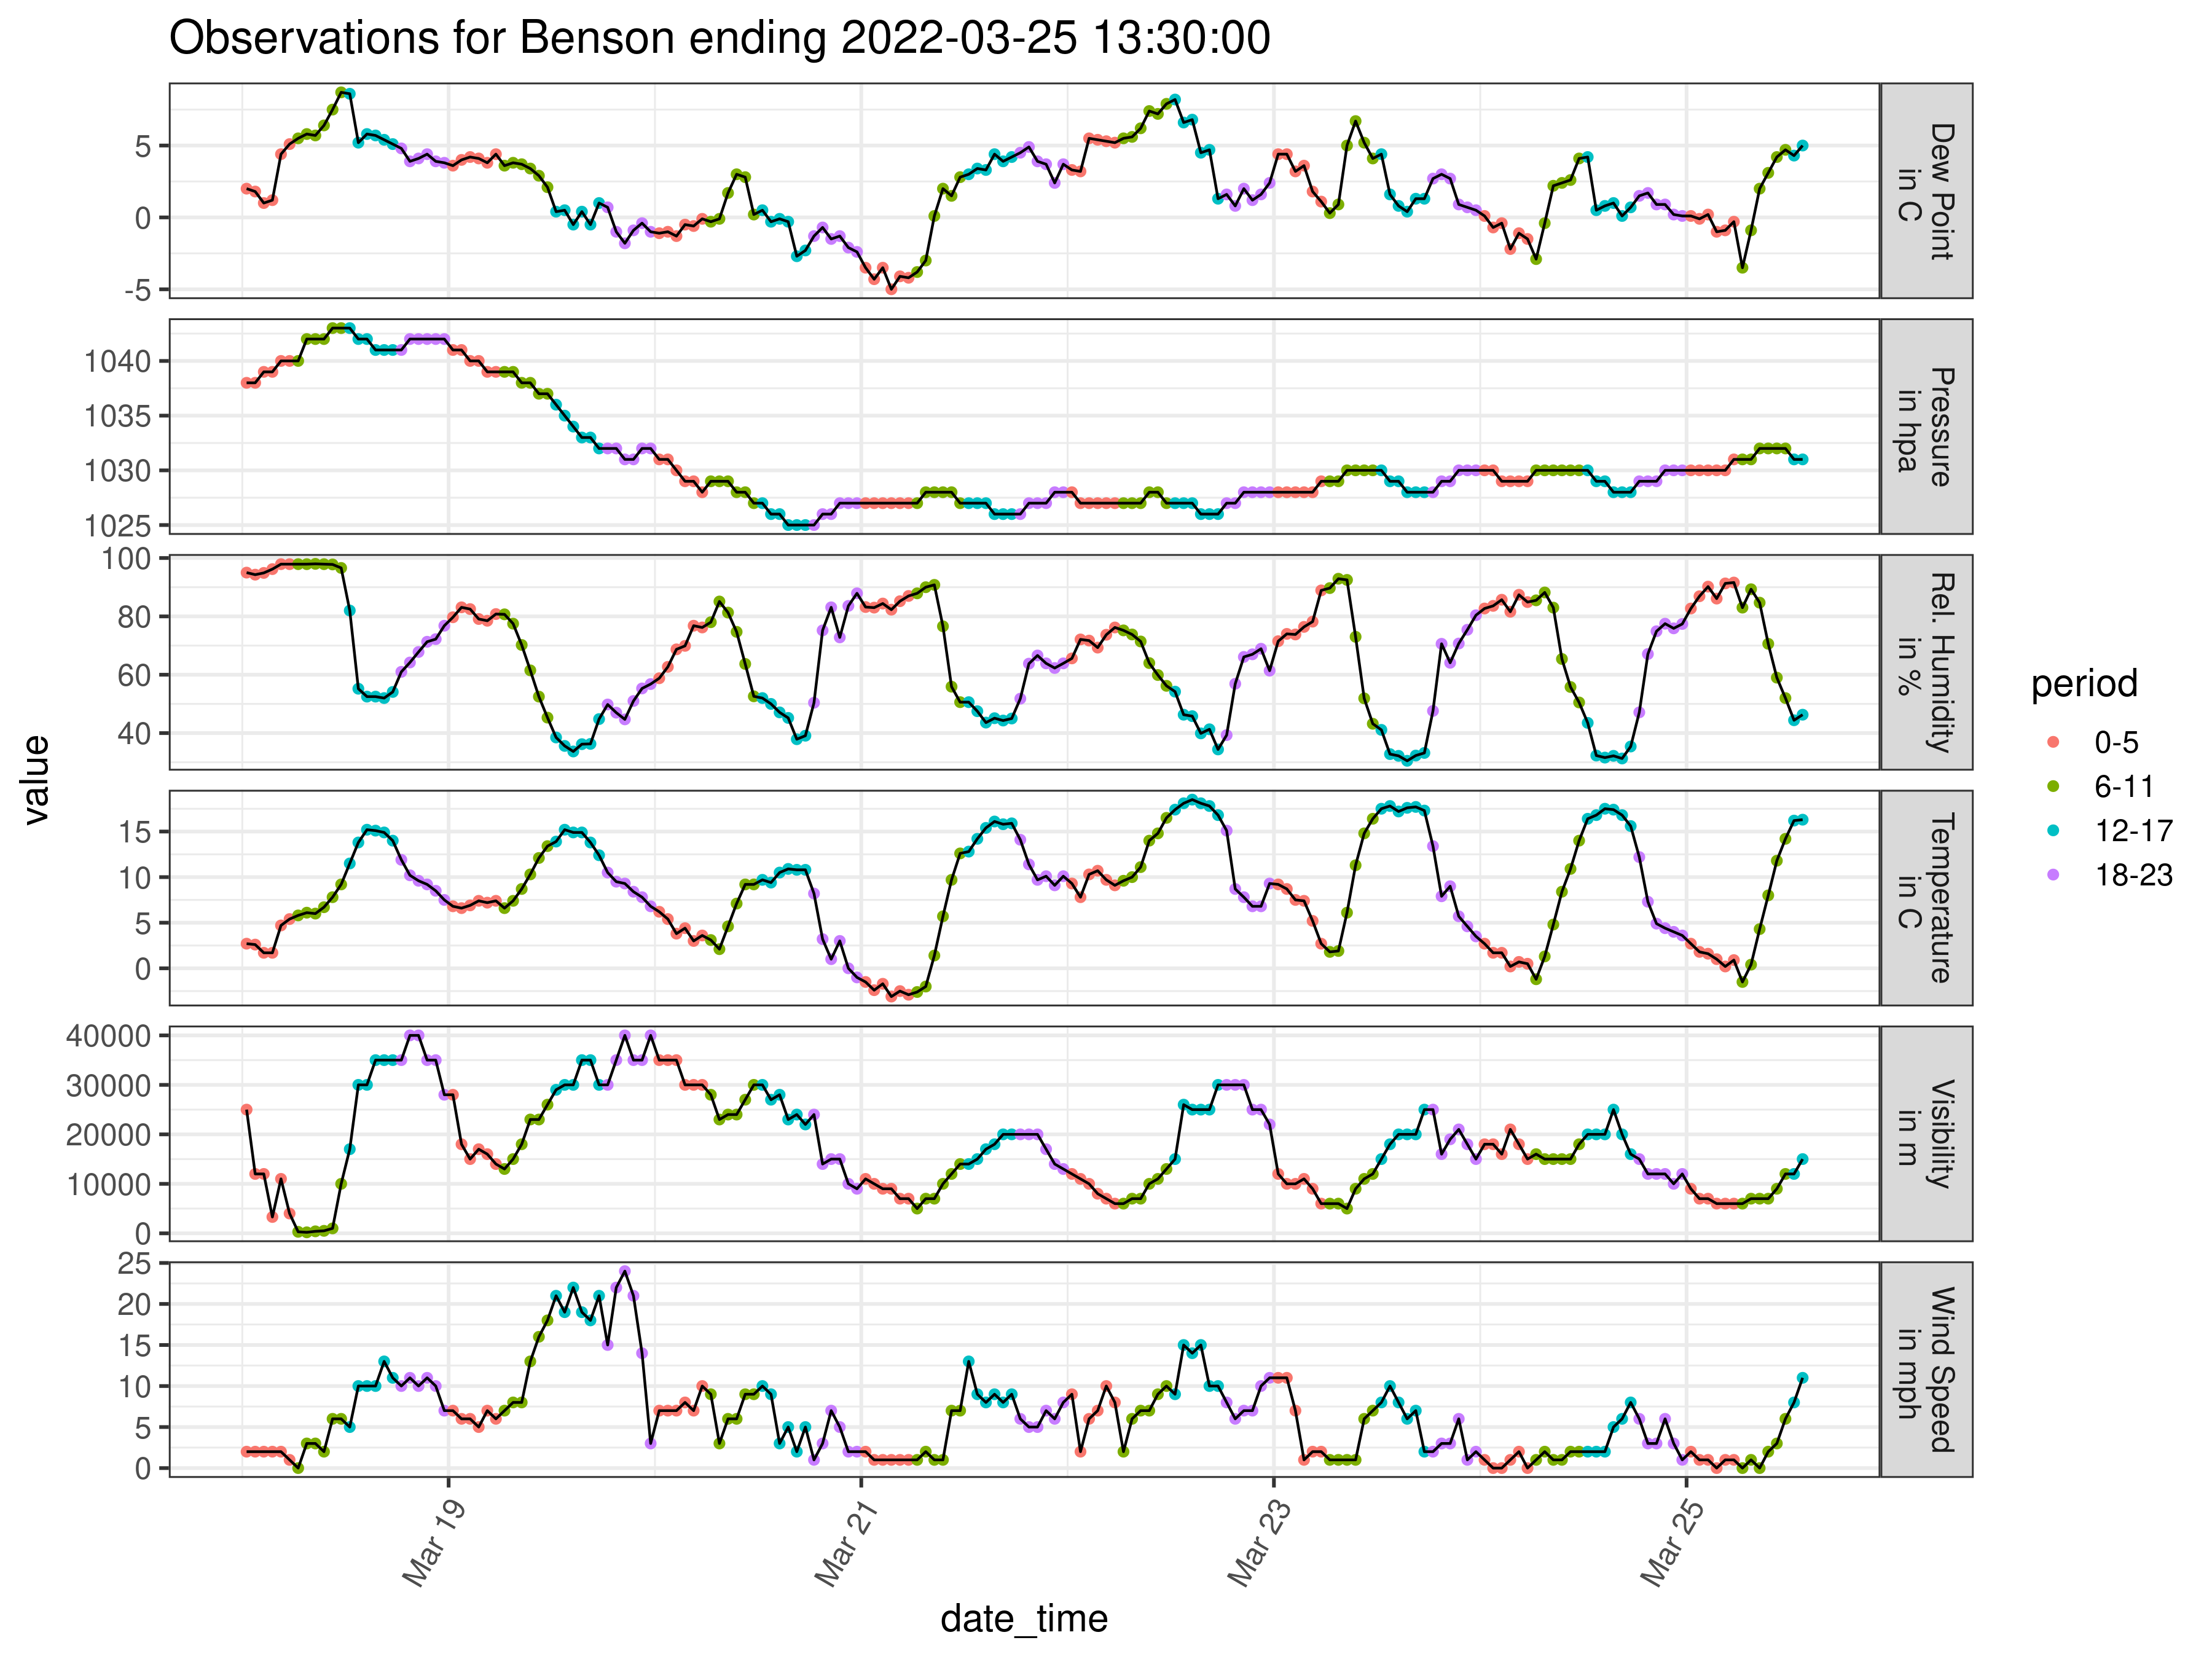 Observations for Benson ending 2022-03-25 13:30:00
value
5
0
-5
Dew Point
in C
1040
1035
1030
1025
Pressure
in hpa
100
80
60
40
Rel. Humidity
in %
15
10
5
0
Temperature
in C
40000
30000
20000
10000
0
Visibility
in m
25
20
15
10
5
0
Wind Speed
in mph
Mar 19
Mar 21
Mar 23
Mar 25
date_time
period
0-5
6-11
12-17
18-23